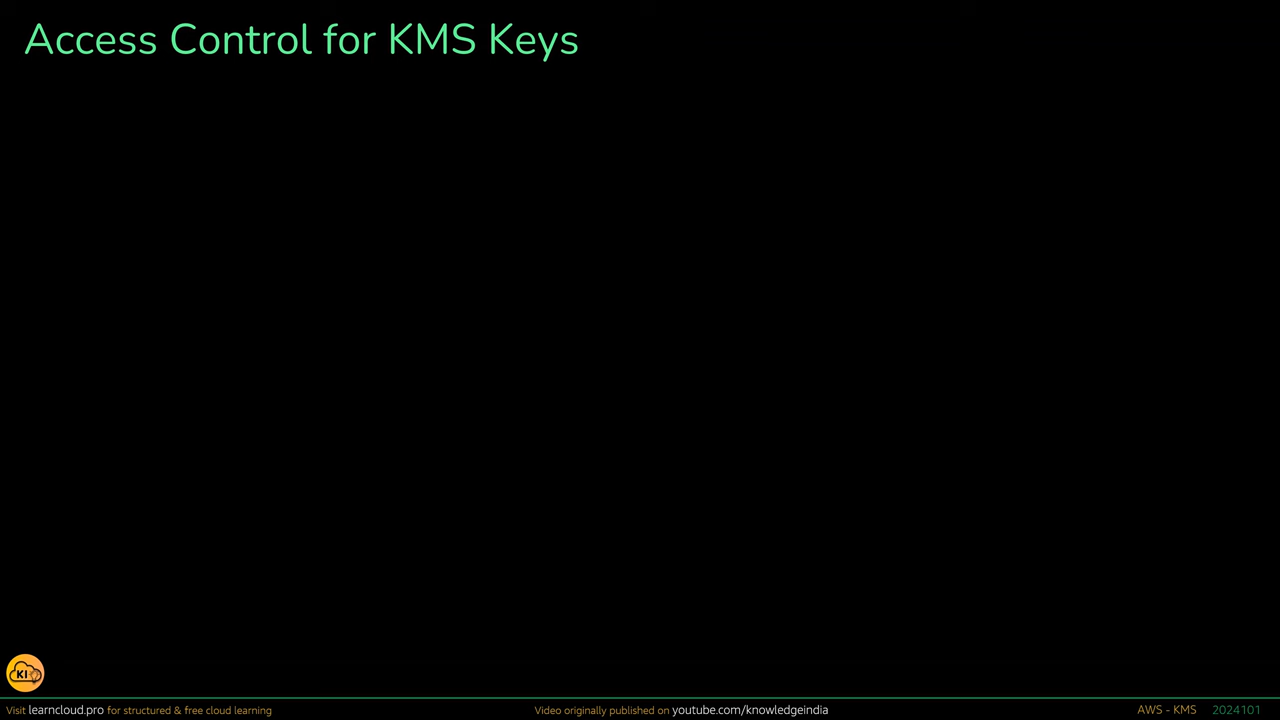 Access Control for KMS Keys
KI
Visit learncloud.pro for structured & free cloud learning
Video originally published on youtube.com/knowledgeindia
AWS - KMS 2024101